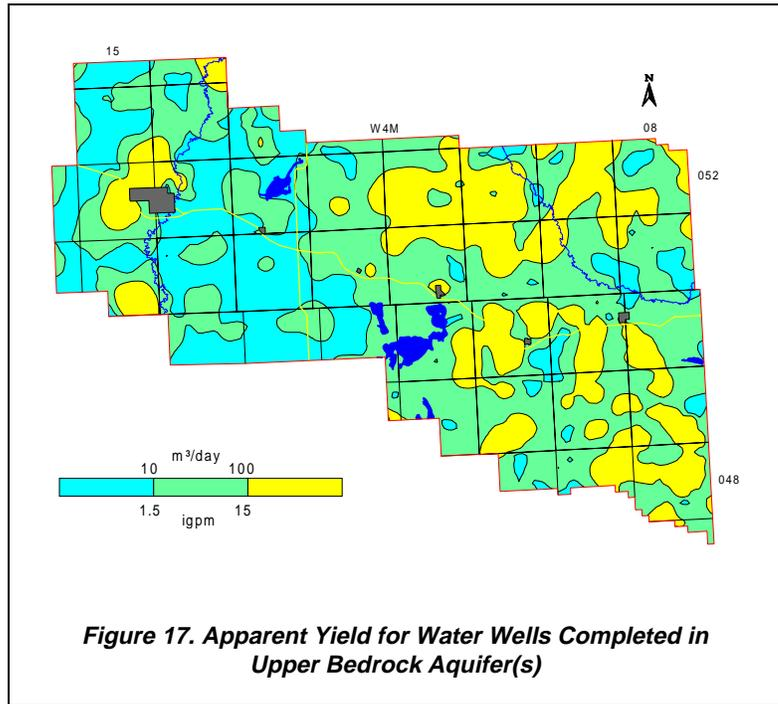 15
N
W4M
08
052
m³/day
10 100
1.5 15
igpm
048
Figure 17. Apparent Yield for Water Wells Completed in
Upper Bedrock Aquifer(s)